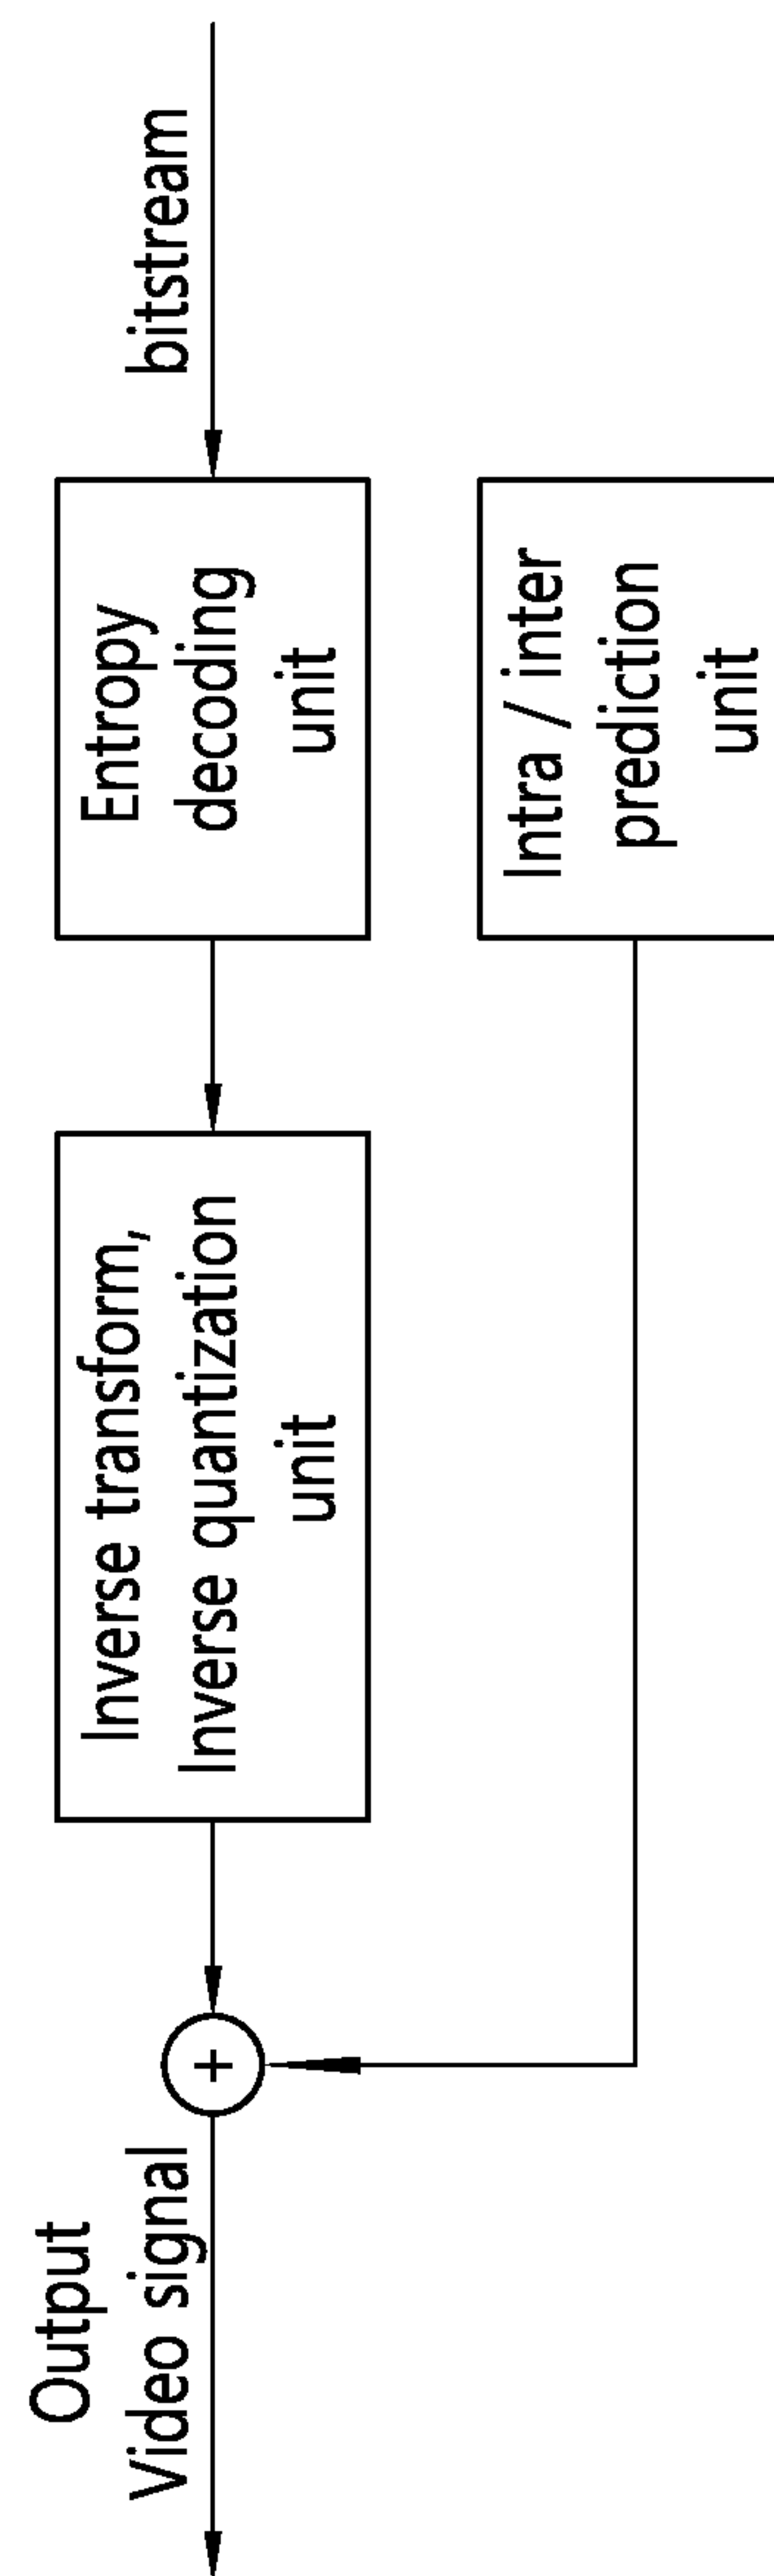 Output
Video signal
Inverse transform,
Inverse quantization
unit
Entropy
decoding
unit
bitstream
+
Intra / inter
prediction
unit